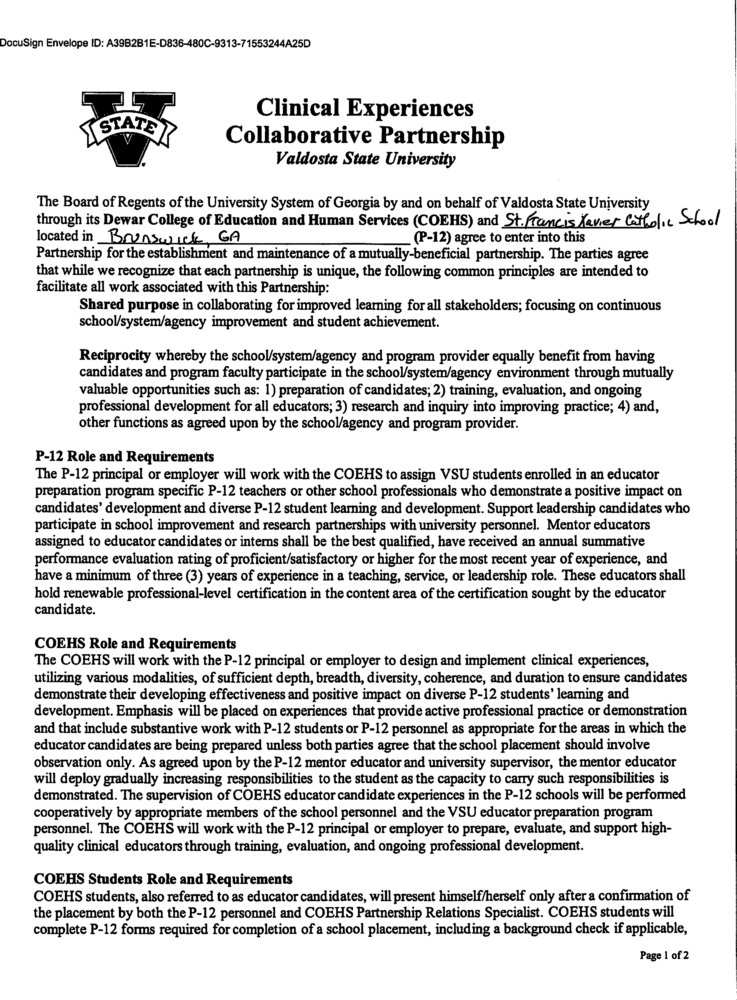 DocuSign Envelope ID: A39B2B1E-D836-480C-9313-71553244A25D
STATE
Clinical Experiences
Collaborative Partnership
Valdosta State University
The Board of Regents of the University System of Georgia by and on behalf of Valdosta State University
through its Dewar College of Education and Human Services (COEHS) and St. Francis Xavier Catholic School
located in Brunswick, GA (P-12) agree to enter into this
Partnership for the establishment and maintenance of a mutually-beneficial partnership. The parties agree
that while we recognize that each partnership is unique, the following common principles are intended to
facilitate all work associated with this Partnership:
Shared purpose in collaborating for improved learning for all stakeholders; focusing on continuous
school/system/agency improvement and student achievement.
Reciprocity whereby the school/system/agency and program provider equally benefit from having
candidates and program faculty participate in the school/system/agency environment through mutually
valuable opportunities such as: 1) preparation of candidates; 2) training, evaluation, and ongoing
professional development for all educators; 3) research and inquiry into improving practice; 4) and,
other functions as agreed upon by the school/agency and program provider.
P-12 Role and Requirements
The P-12 principal or employer will work with the COEHS to assign VSU students enrolled in an educator
preparation program specific P-12 teachers or other school professionals who demonstrate a positive impact on
candidates' development and diverse P-12 student learning and development. Support leadership candidates who
participate in school improvement and research partnerships with university personnel. Mentor educators
assigned to educator candidates or interns shall be the best qualified, have received an annual summative
performance evaluation rating of proficient/satisfactory or higher for the most recent year of experience, and
have a minimum of three (3) years of experience in a teaching, service, or leadership role. These educators shall
hold renewable professional-level certification in the content area of the certification sought by the educator
candidate.
COEHS Role and Requirements
The COEHS will work with the P-12 principal or employer to design and implement clinical experiences,
utilizing various modalities, of sufficient depth, breadth, diversity, coherence, and duration to ensure candidates
demonstrate their developing effectiveness and positive impact on diverse P-12 students' learning and
development. Emphasis will be placed on experiences that provide active professional practice or demonstration
and that include substantive work with P-12 students or P-12 personnel as appropriate for the areas in which the
educator candidates are being prepared unless both parties agree that the school placement should involve
observation only. As agreed upon by the P-12 mentor educator and university supervisor, the mentor educator
will deploy gradually increasing responsibilities to the student as the capacity to carry such responsibilities is
demonstrated. The supervision of COEHS educator candidate experiences in the P-12 schools will be performed
cooperatively by appropriate members of the school personnel and the VSU educator preparation program
personnel. The COEHS will work with the P-12 principal or employer to prepare, evaluate, and support high-
quality clinical educators through training, evaluation, and ongoing professional development.
COEHS Students Role and Requirements
COEHS students, also referred to as educator candidates, will present himself/herself only after a confirmation of
the placement by both the P-12 personnel and COEHS Partnership Relations Specialist. COEHS students will
complete P-12 forms required for completion of a school placement, including a background check if applicable,
Page 1 of 2